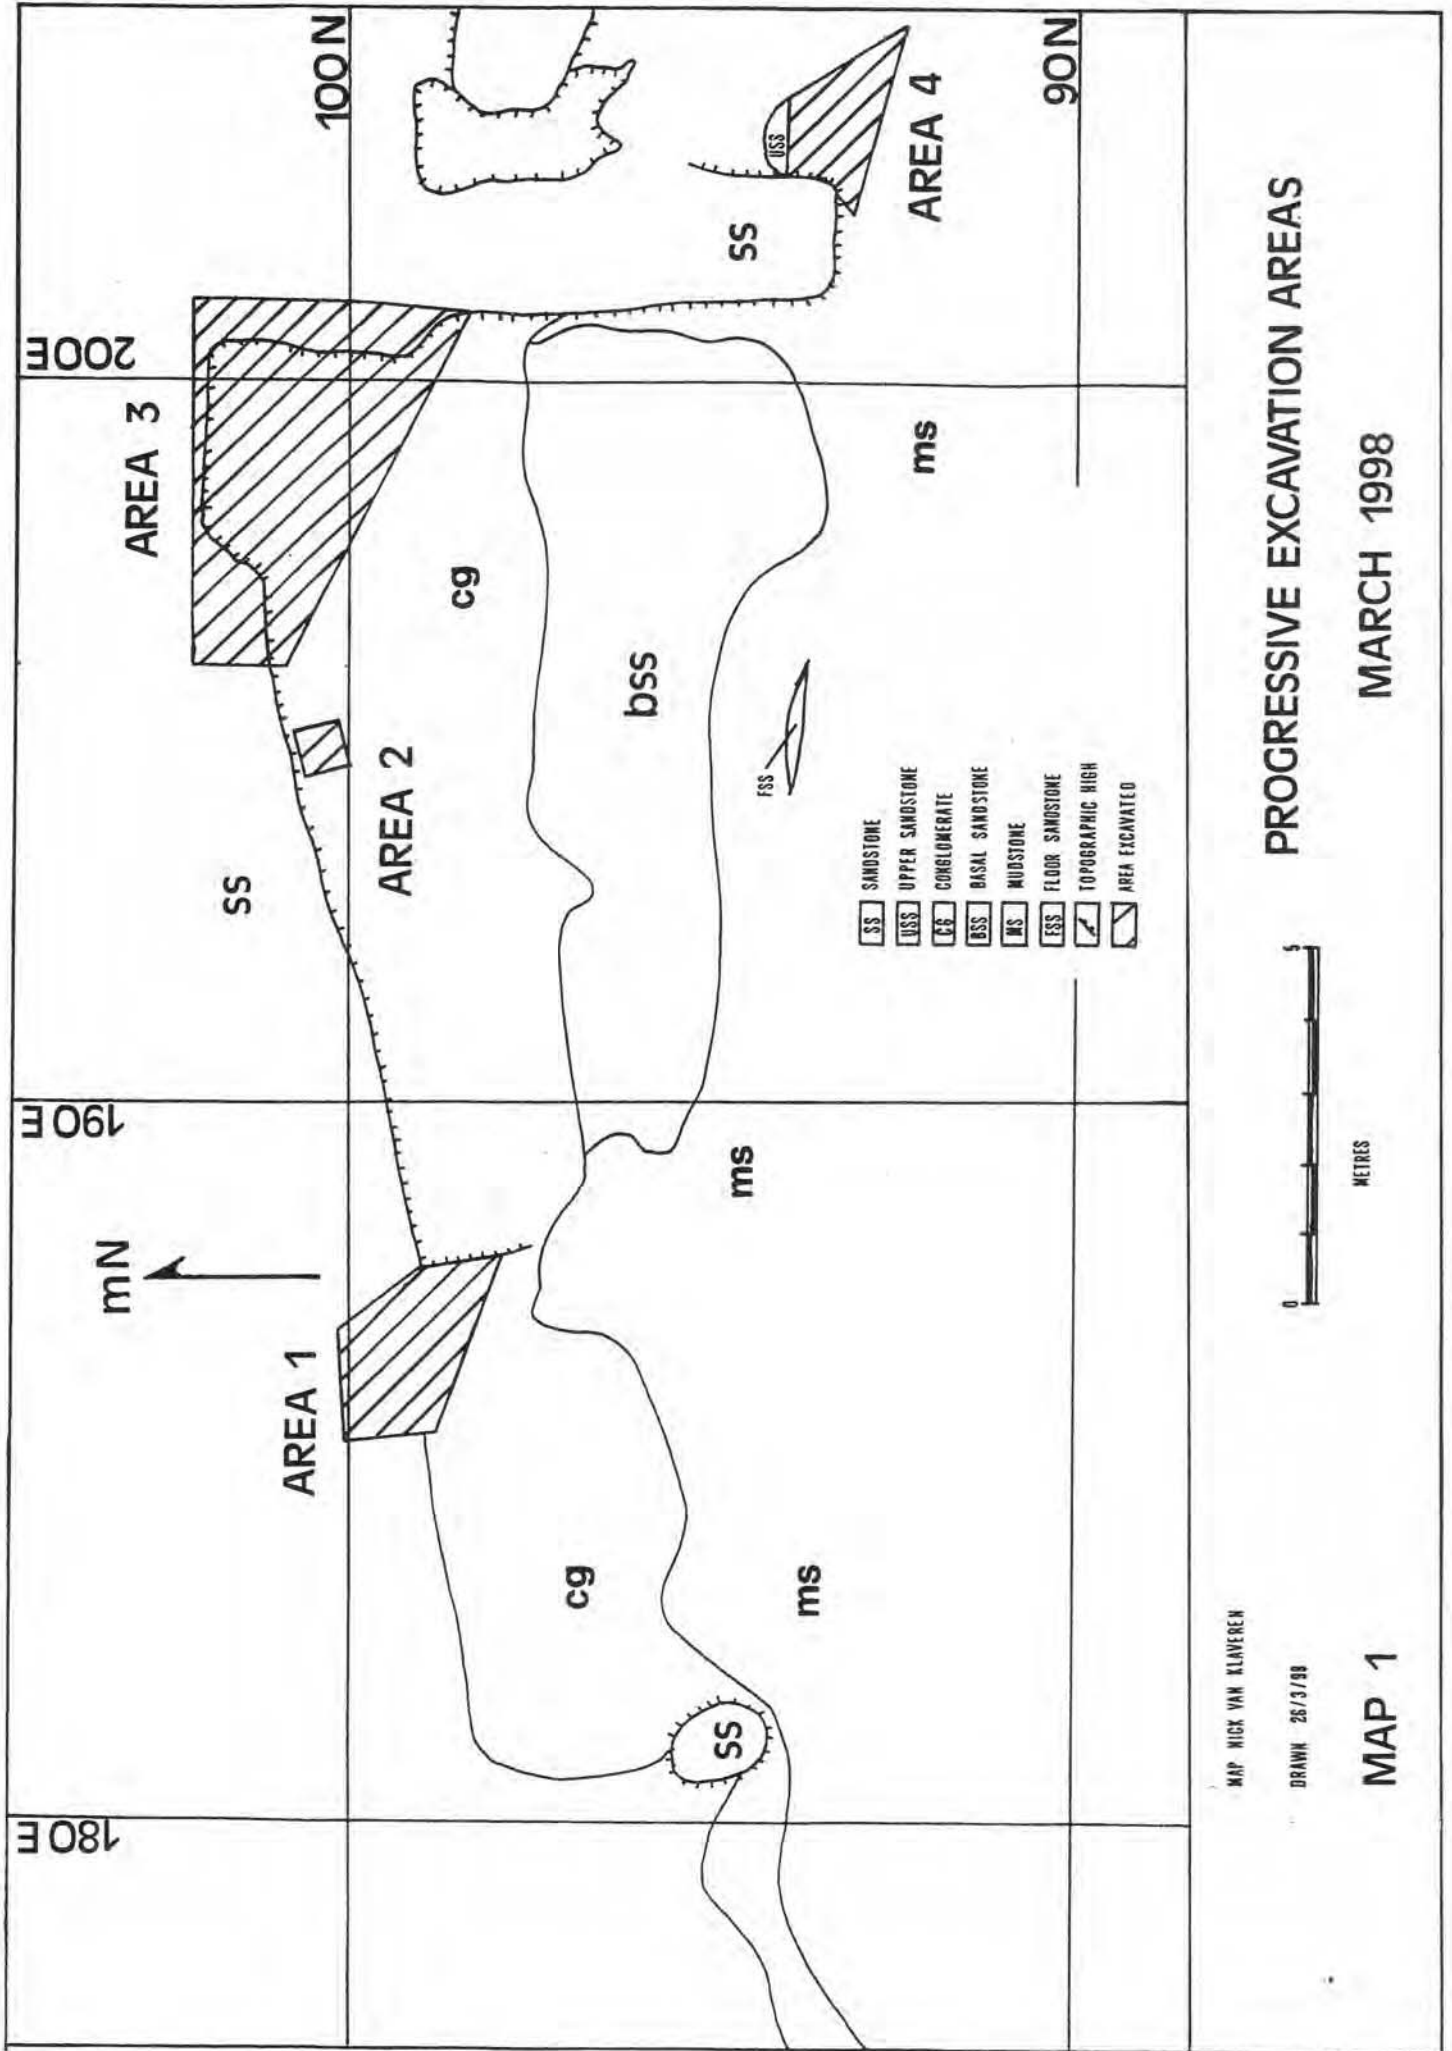 180E
190E
200E
mN
100N
90N
AREA 1
AREA 2
AREA 3
AREA 4
ss
ss
ss
USS
cg
cg
bss
FSS
ms
ms
ms
SS SANDSTONE
USS UPPER SANDSTONE
CG CONGLOMERATE
BSS BASAL SANDSTONE
MS MUDSTONE
FSS FLOOR SANDSTONE
TOPOGRAPHIC HIGH
AREA EXCAVATED
MAP NICK VAN KLAVEREN
DRAWN 26/3/98
MAP 1
0 5
METRES
PROGRESSIVE EXCAVATION AREAS
MARCH 1998